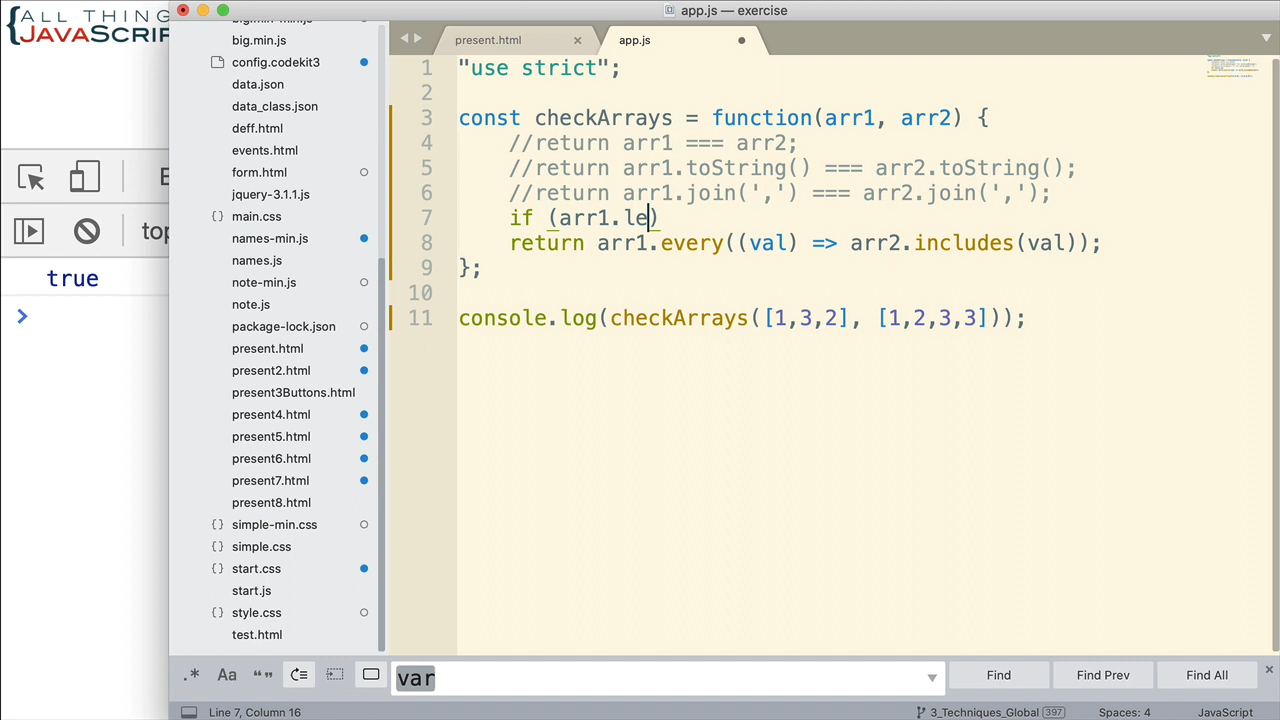 ALL THING
JAVASCRIP
app.js — exercise
big.min-min.js
big.min.js
config.codekit3
data.json
data_class.json
deff.html
events.html
form.html
jquery-3.1.1.js
main.css
names-min.js
names.js
note-min.js
note.js
package-lock.json
present.html
present2.html
present3Buttons.html
present4.html
present5.html
present6.html
present7.html
present8.html
simple-min.css
simple.css
start.css
start.js
style.css
test.html
top
true
present.html
app.js
1 "use strict";
2
3 const checkArrays = function(arr1, arr2) {
4 //return arr1 === arr2;
5 //return arr1.toString() === arr2.toString();
6 //return arr1.join(',') === arr2.join(',');
7 if (arr1.le)
8 return arr1.every((val) => arr2.includes(val));
9 };
10
11 console.log(checkArrays([1,3,2], [1,2,3,3]));
.* Aa “” var Find Find Prev Find All
Line 7, Column 16 3_Techniques_Global 397 Spaces: 4 JavaScript